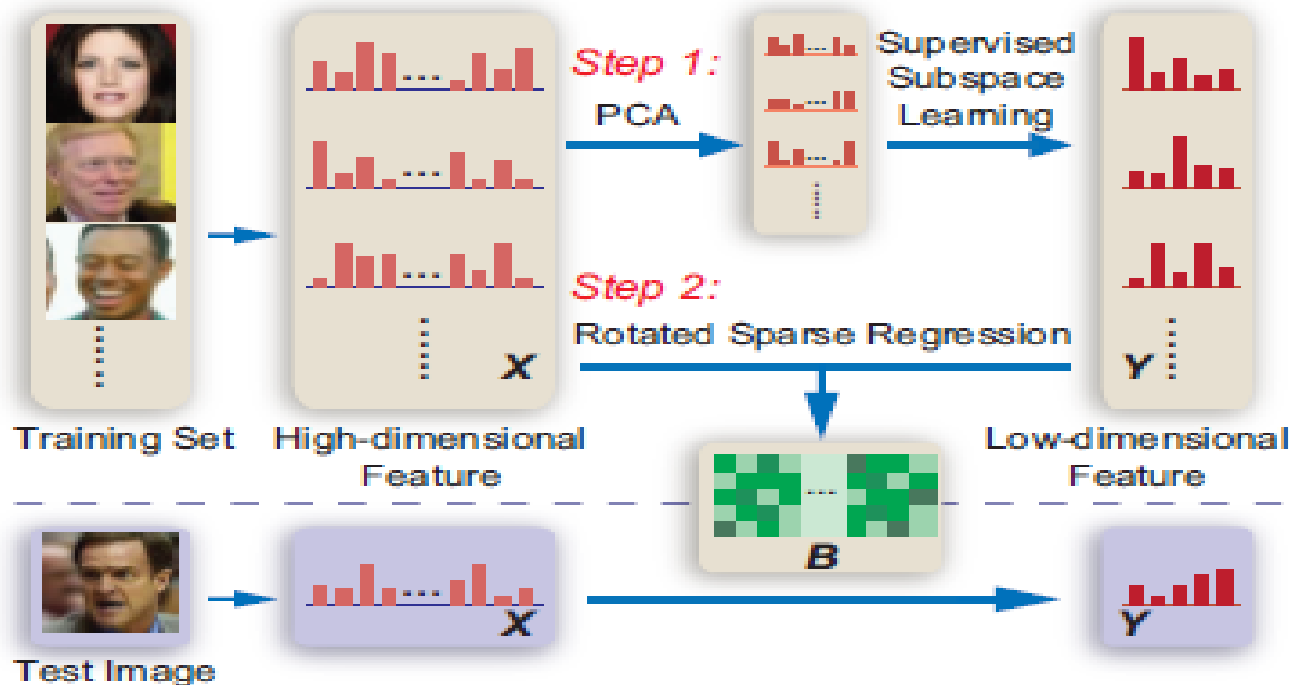 Step 1:
PCA
Supervised
Subspace
Learning
Step 2:
Rotated Sparse Regression
X
Y
Training Set
High-dimensional
Feature
Low-dimensional
Feature
B
X
Y
Test Image